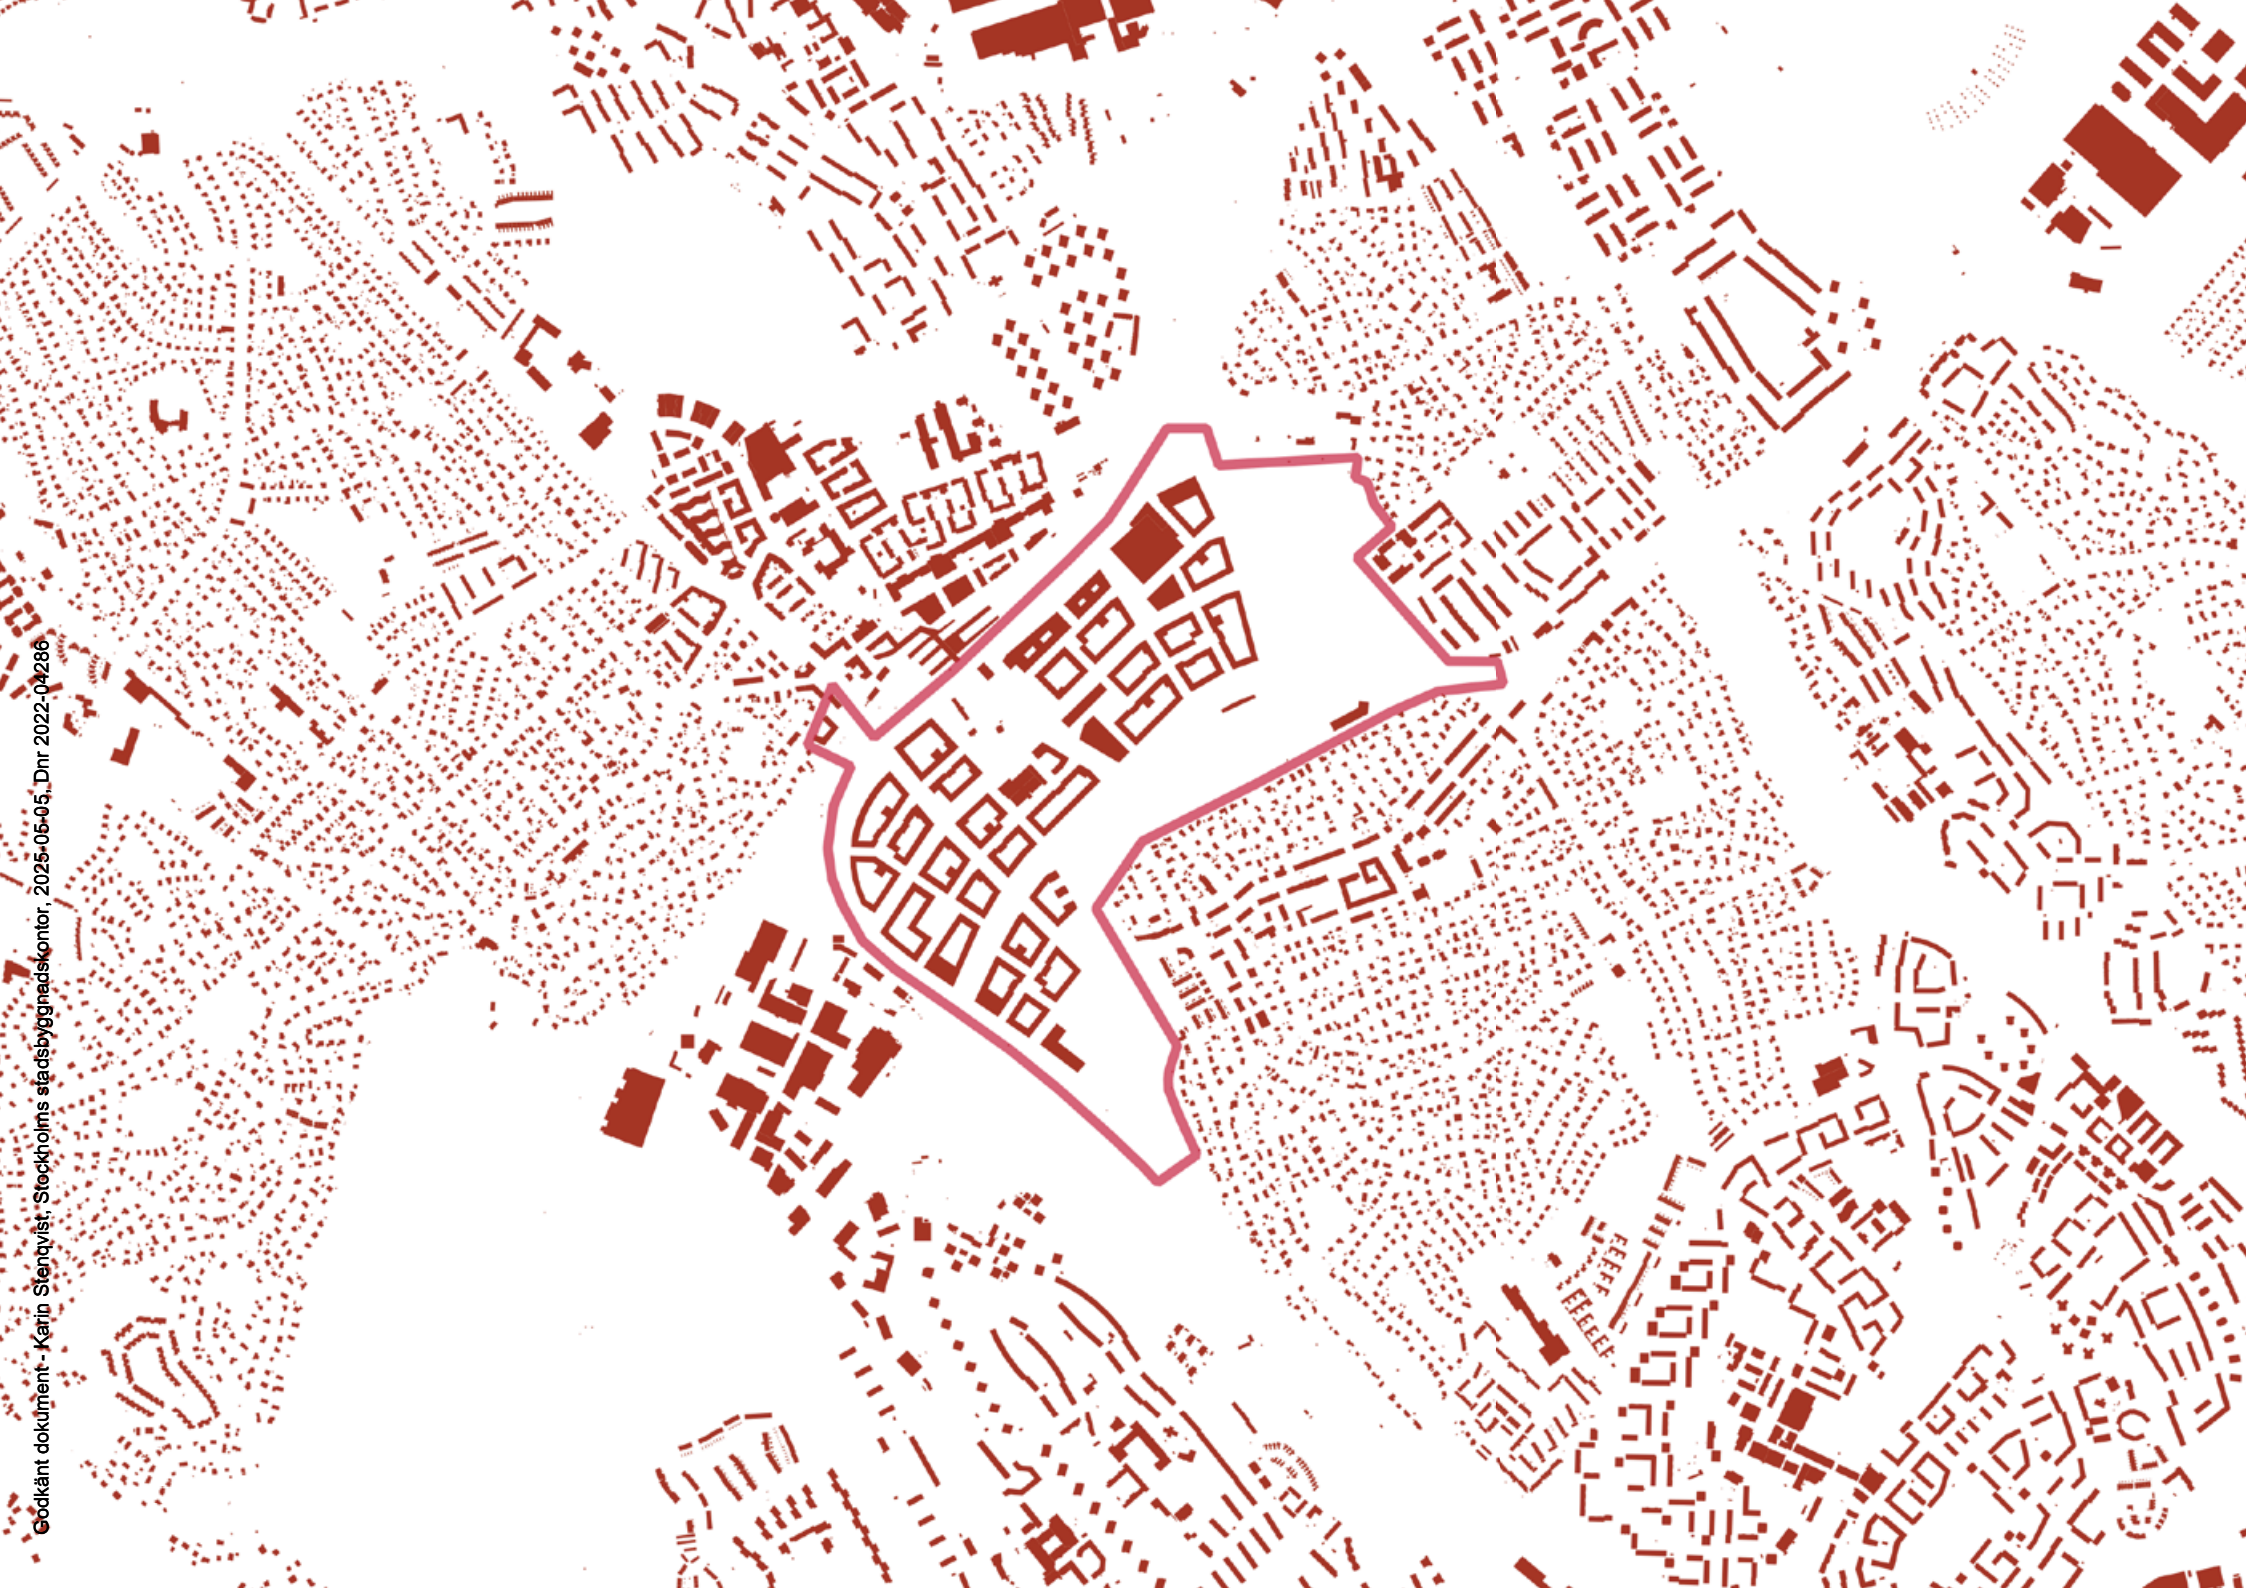 Godkänt dokument - Karin Stenqvist, Stockholms stadsbyggnadskontor, 2025-05-05, Dnr 2022-04286